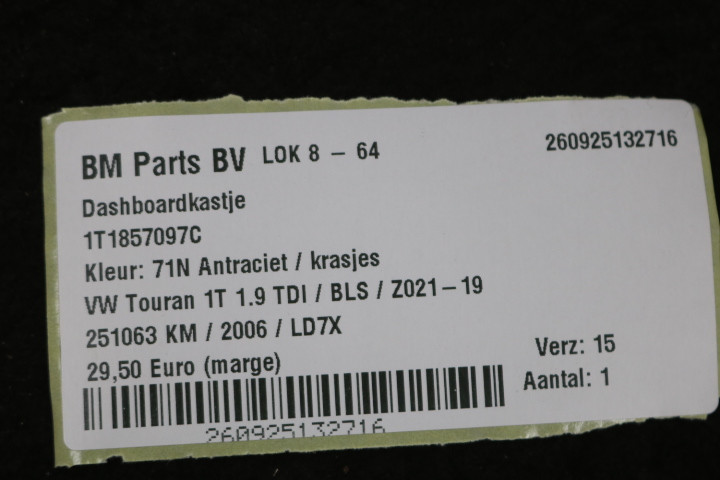 BM Parts BV LOK 8 - 64 260925132716
Dashboardkastje
1T1857097C
Kleur: 71N Antraciet / krasjes
VW Touran 1T 1.9 TDI / BLS / Z021-19
251063 KM / 2006 / LD7X
29,50 Euro (marge) Verz: 15
Aantal: 1
260925132716